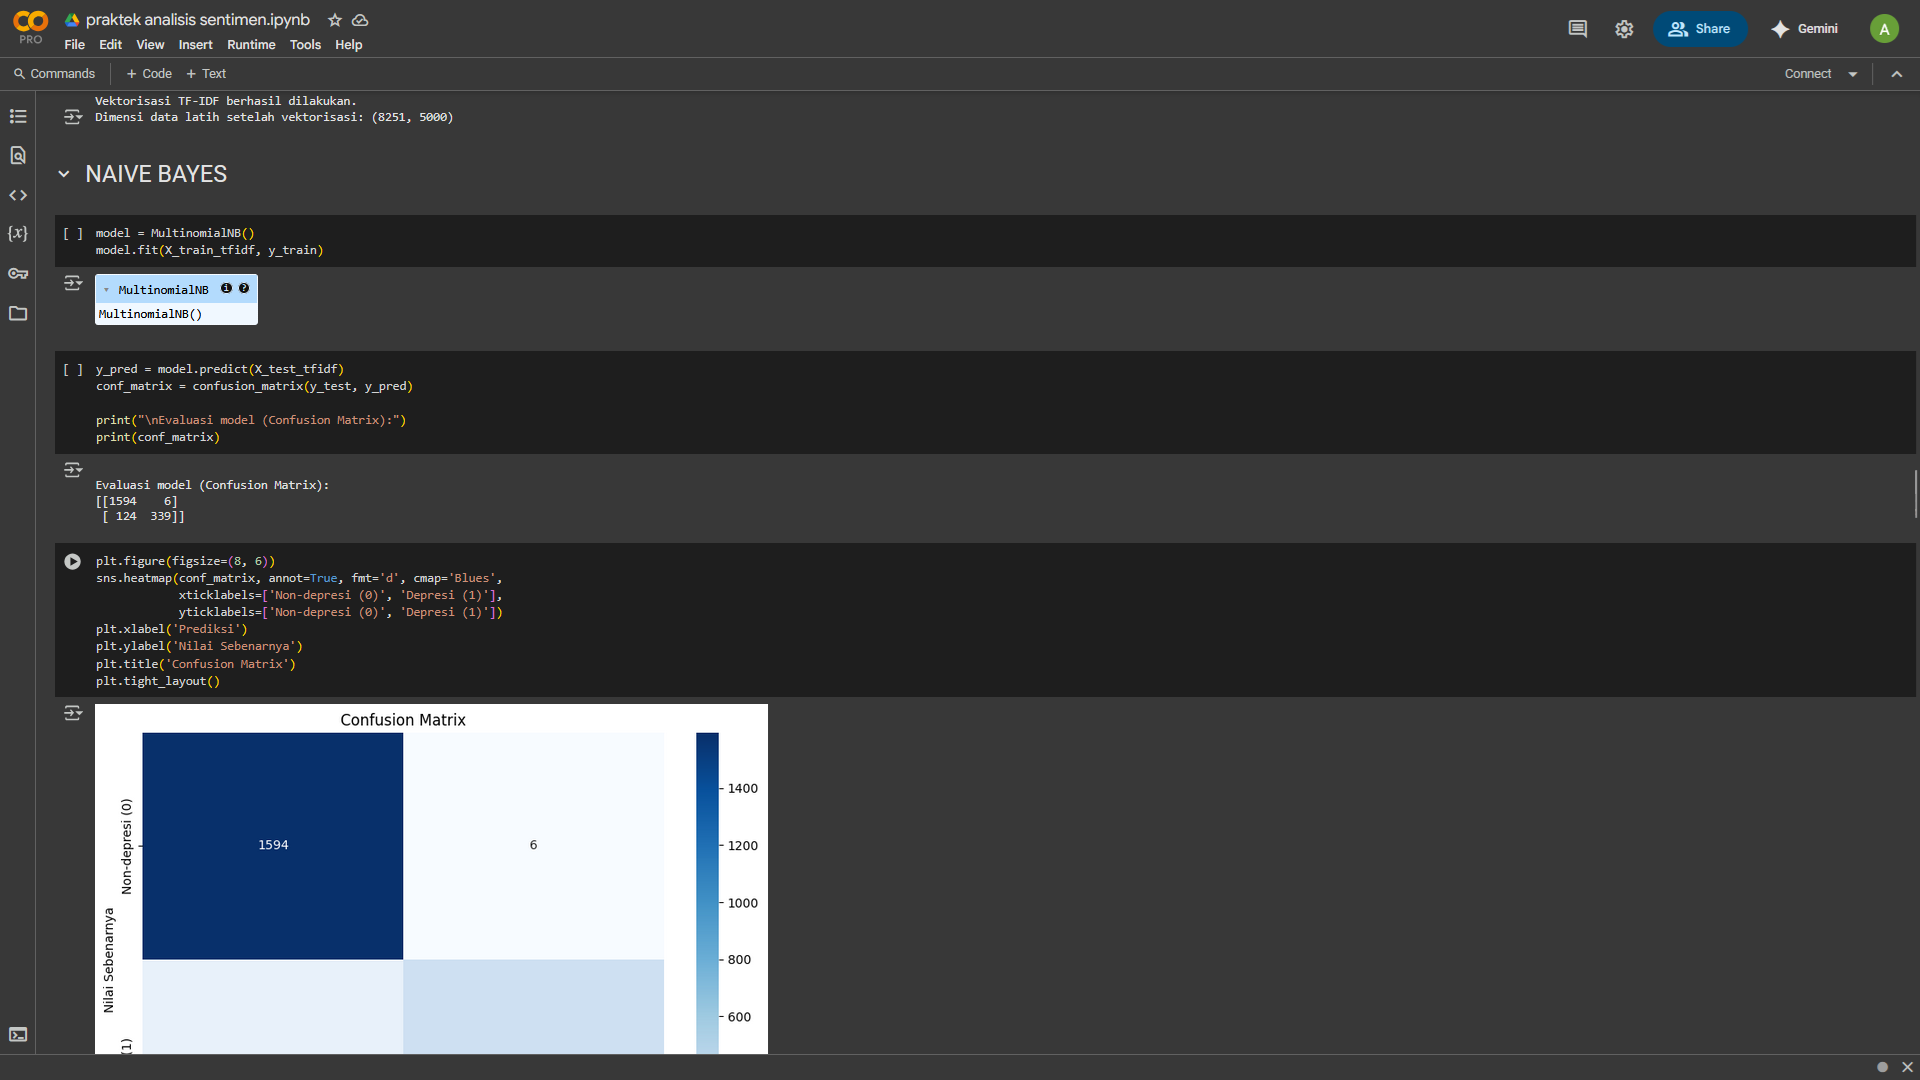 praktek analisis sentimen.ipynb
PRO
File Edit View Insert Runtime Tools Help
Share
Gemini
A
Commands + Code + Text
Connect
Vektorisasi TF-IDF berhasil dilakukan.
Dimensi data latih setelah vektorisasi: (8251, 5000)
NAIVE BAYES
[ ] model = MultinomialNB()
model.fit(X_train_tfidf, y_train)
MultinomialNB i ?
MultinomialNB()
[ ] y_pred = model.predict(X_test_tfidf)
conf_matrix = confusion_matrix(y_test, y_pred)
print("\nEvaluasi model (Confusion Matrix):")
print(conf_matrix)
Evaluasi model (Confusion Matrix):
[[1594    6]
 [ 124  339]]
plt.figure(figsize=(8, 6))
sns.heatmap(conf_matrix, annot=True, fmt='d', cmap='Blues',
            xticklabels=['Non-depresi (0)', 'Depresi (1)'],
            yticklabels=['Non-depresi (0)', 'Depresi (1)'])
plt.xlabel('Prediksi')
plt.ylabel('Nilai Sebenarnya')
plt.title('Confusion Matrix')
plt.tight_layout()
Confusion Matrix
Non-depresi (0)
1594
6
Nilai Sebenarnya
(1)
1400
1200
1000
800
600